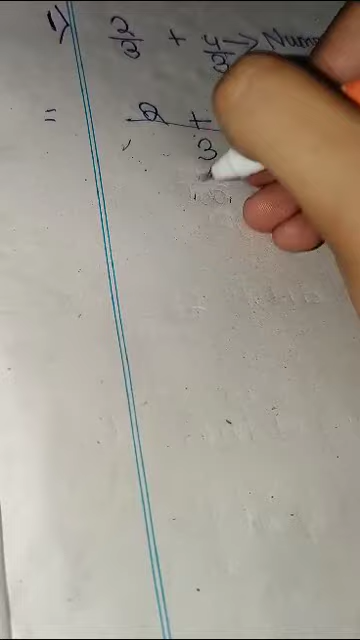 1) 2/3 + 4/3 → Num
= 2 +
3